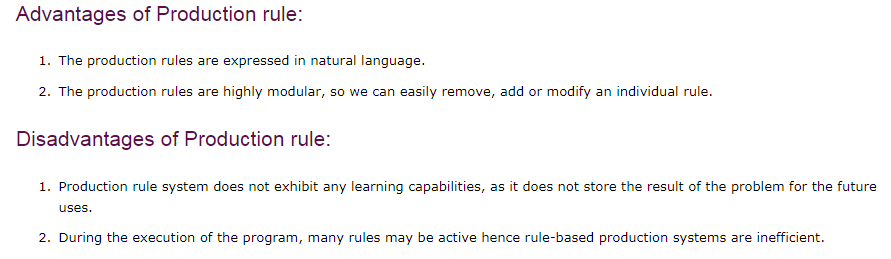 Advantages of Production rule:
1. The production rules are expressed in natural language.
2. The production rules are highly modular, so we can easily remove, add or modify an individual rule.
Disadvantages of Production rule:
1. Production rule system does not exhibit any learning capabilities, as it does not store the result of the problem for the future
uses.
2. During the execution of the program, many rules may be active hence rule-based production systems are inefficient.